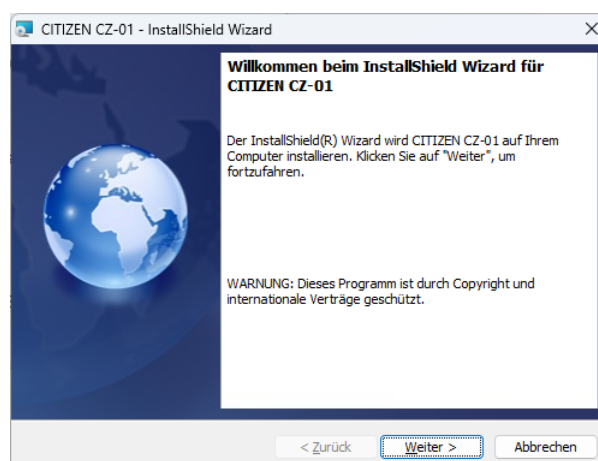 CITIZEN CZ-01 - InstallShield Wizard
Willkommen beim InstallShield Wizard für
CITIZEN CZ-01
Der InstallShield(R) Wizard wird CITIZEN CZ-01 auf Ihrem
Computer installieren. Klicken Sie auf "Weiter", um
fortzufahren.
WARNUNG: Dieses Programm ist durch Copyright und
internationale Verträge geschützt.
< Zurück
Weiter >
Abbrechen